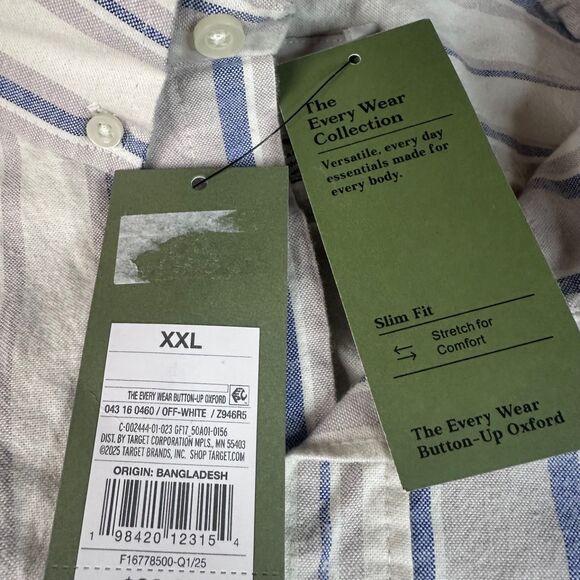 The
Every Wear
Collection
Versatile, every day
essentials made for
every body.
Slim Fit
Stretch for
Comfort
The Every Wear
Button-Up Oxford
XXL
THE EVERY WEAR BUTTON-UP OXFORD
043 16 0460 / OFF-WHITE / Z946R5
C-002444-01-023 GF17 50A01-0156
DIST. BY TARGET CORPORATION MPLS., MN 55403
©2025 TARGET BRANDS, INC. SHOP TARGET.COM
ORIGIN: BANGLADESH
1 98420 12315 4
F16778500-Q1/25